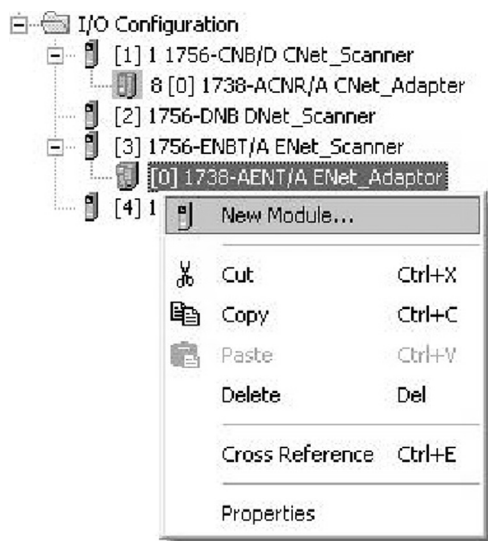 I/O Configuration
[1] 1 1756-CNB/D CNet_Scanner
8 [0] 1738-ACNR/A CNet_Adapter
[2] 1756-DNB DNet_Scanner
[3] 1756-ENBT/A ENet_Scanner
[0] 1738-AENT/A ENet_Adaptor
[4] 1
New Module...
Cut Ctrl+X
Copy Ctrl+C
Paste Ctrl+V
Delete Del
Cross Reference Ctrl+E
Properties